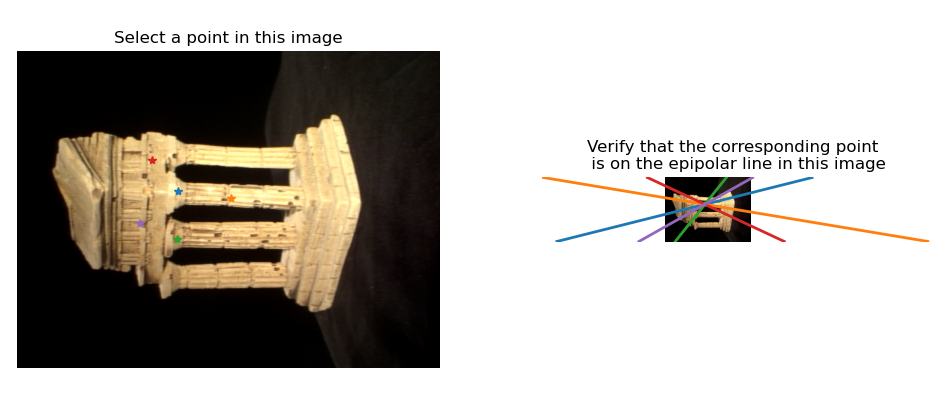 Select a point in this image
Verify that the corresponding point
is on the epipolar line in this image